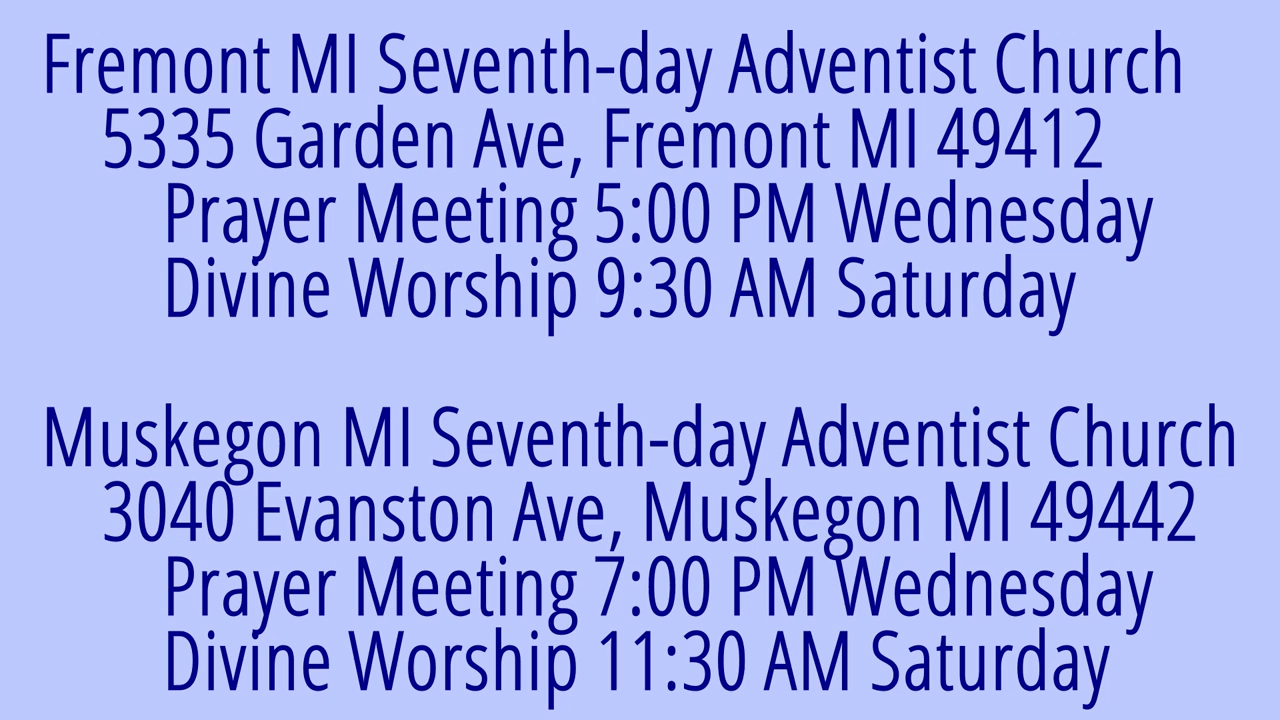 Fremont MI Seventh-day Adventist Church
5335 Garden Ave, Fremont MI 49412
Prayer Meeting 5:00 PM Wednesday
Divine Worship 9:30 AM Saturday
Muskegon MI Seventh-day Adventist Church
3040 Evanston Ave, Muskegon MI 49442
Prayer Meeting 7:00 PM Wednesday
Divine Worship 11:30 AM Saturday